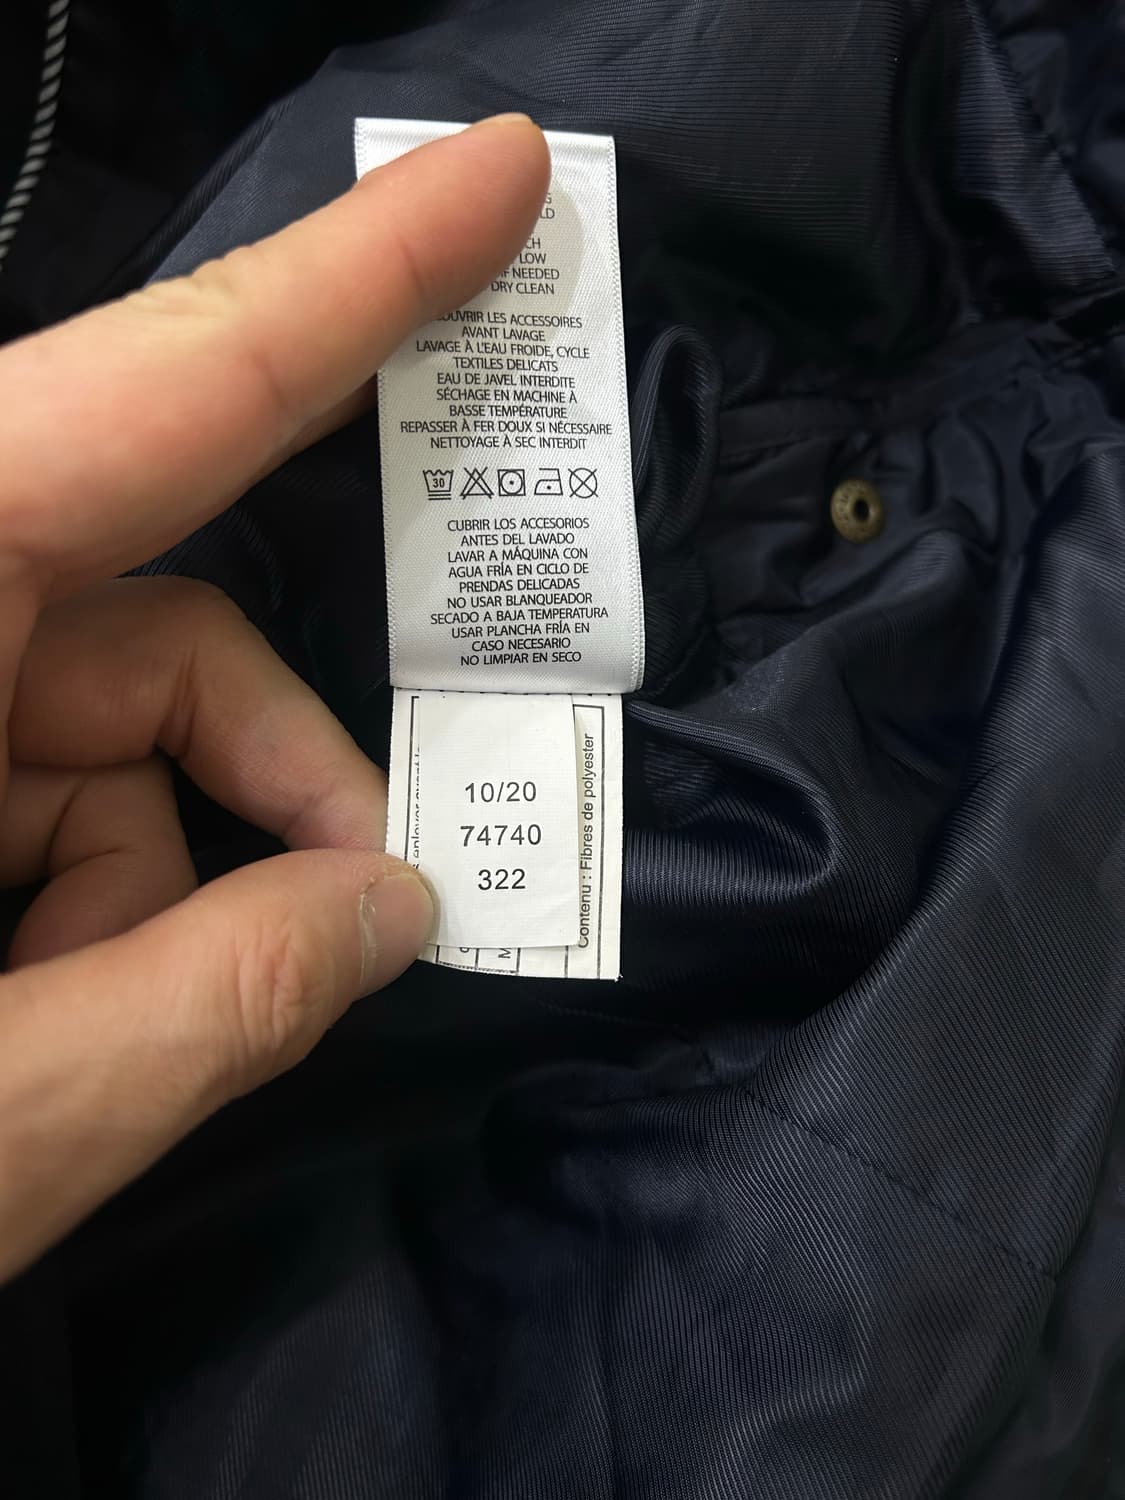 LOW
IF NEEDED
DRY CLEAN
LES ACCESSOIRES
AVANT LAVAGE
LAVAGE À L'EAU FROIDE, CYCLE
TEXTILES DELICATS
EAU DE JAVEL INTERDITE
SÉCHAGE EN MACHINE À
BASSE TEMPÉRATURE
REPASSER À FER DOUX SI NÉCESSAIRE
NETTOYAGE À SEC INTERDIT
30
CUBRIR LOS ACCESORIOS
ANTES DEL LAVADO
LAVAR A MÁQUINA CON
AGUA FRÍA EN CICLO DE
PRENDAS DELICADAS
NO USAR BLANQUEADOR
SECADO A BAJA TEMPERATURA
USAR PLANCHA FRÍA EN
CASO NECESARIO
NO LIMPIAR EN SECO
10/20
74740
322
Contenu : Fibres de polyester